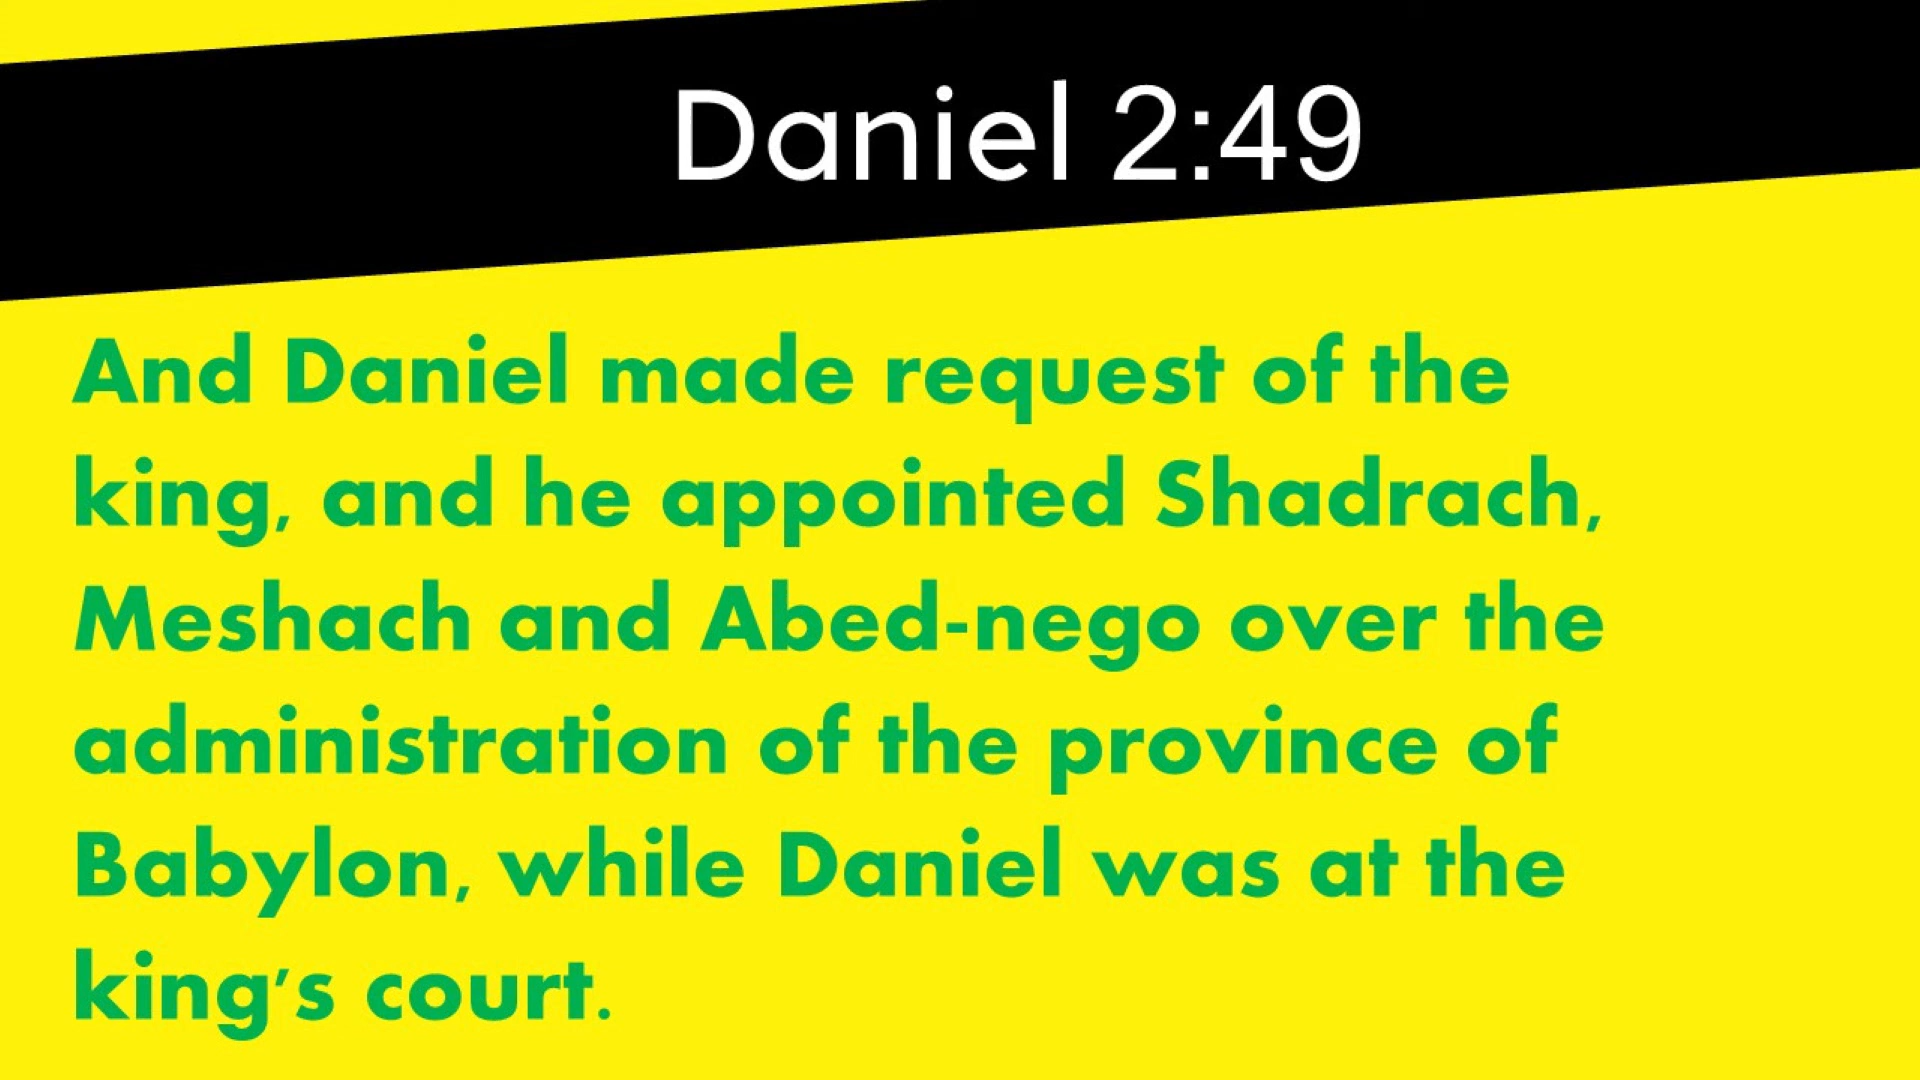 Daniel 2:49
And Daniel made request of the
king, and he appointed Shadrach,
Meshach and Abed-nego over the
administration of the province of
Babylon, while Daniel was at the
king's court.